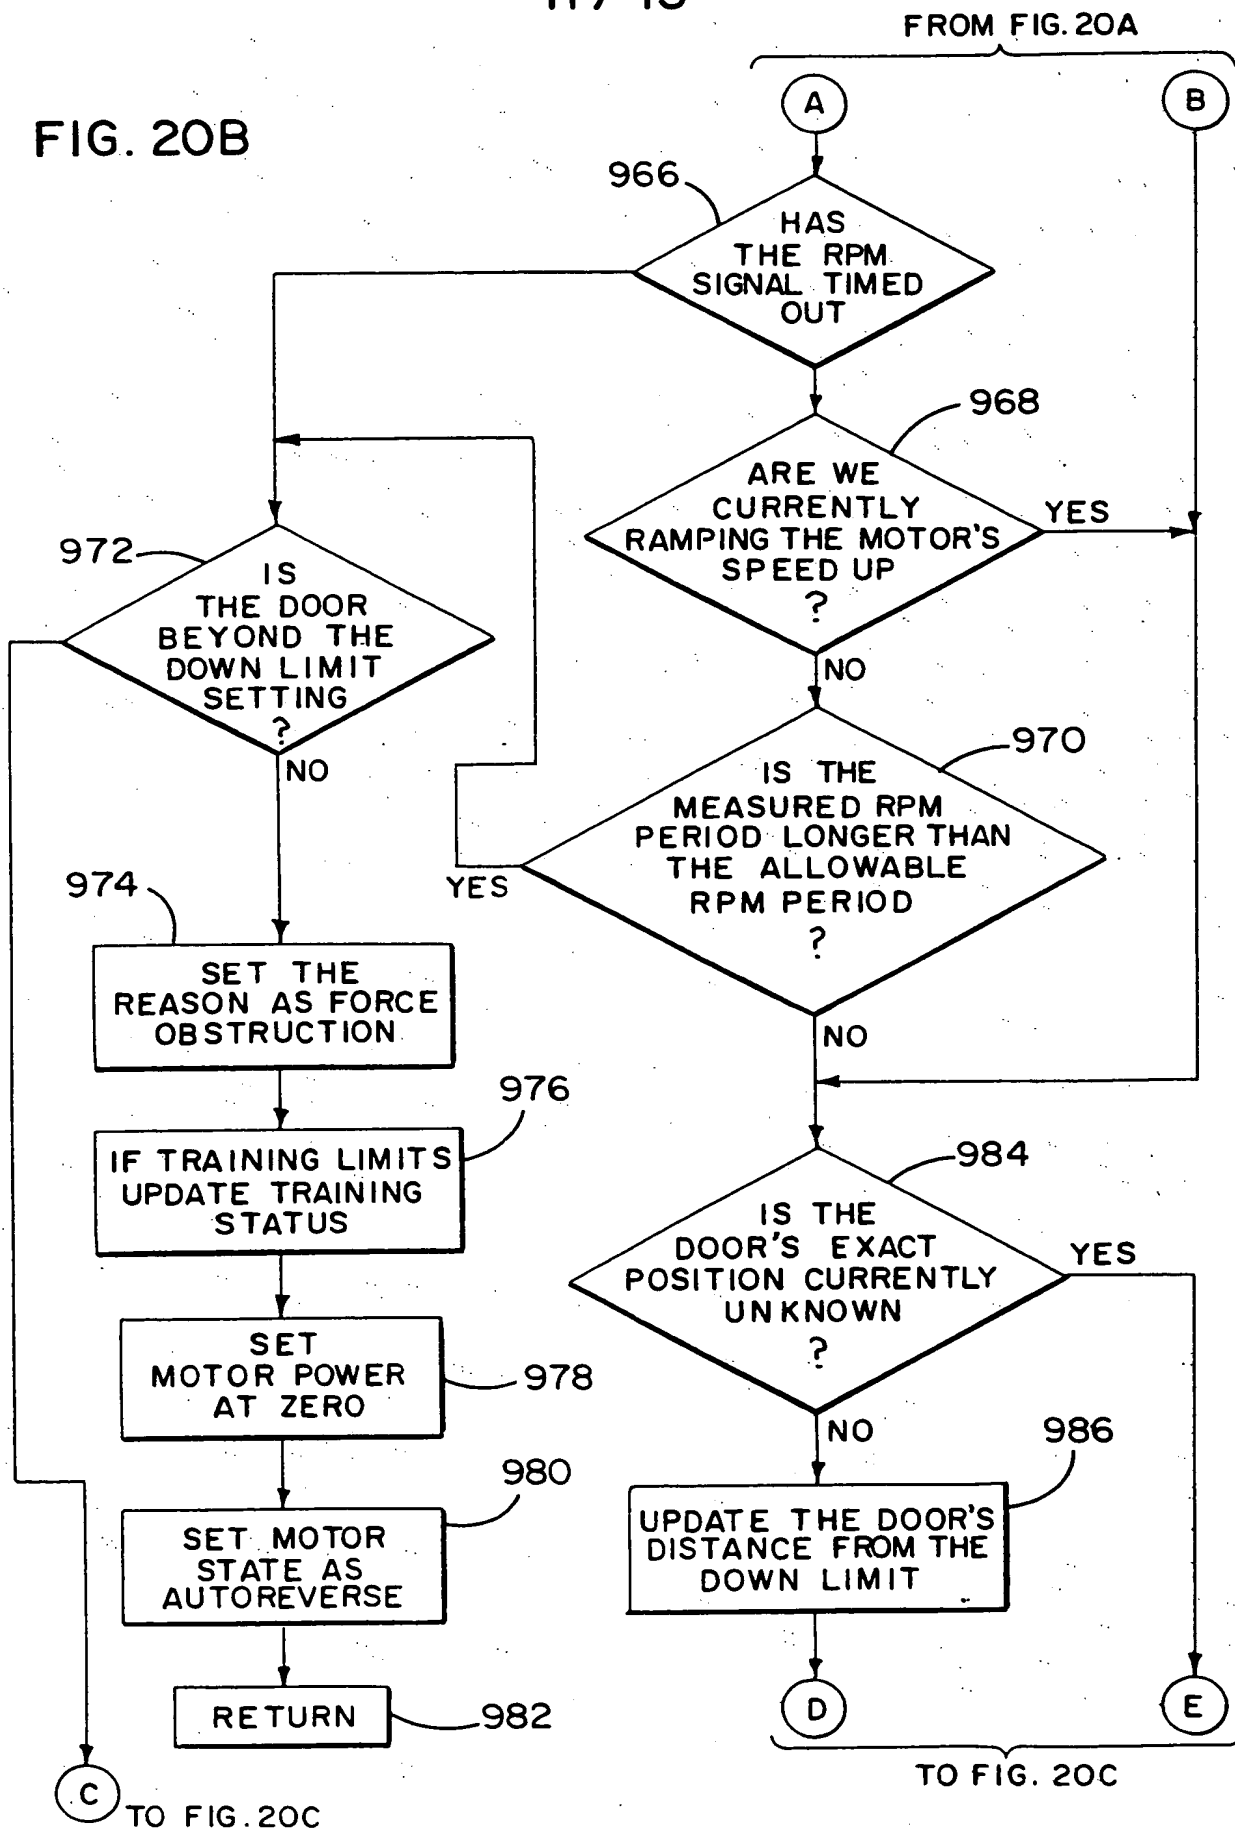 FROM FIG. 20A
A
B
FIG. 20B
966
HAS
THE RPM
SIGNAL TIMED
OUT
968
ARE WE
CURRENTLY
RAMPING THE MOTOR'S
SPEED UP
?
YES
NO
972
IS
THE DOOR
BEYOND THE
DOWN LIMIT
SETTING
?
NO
970
IS THE
MEASURED RPM
PERIOD LONGER THAN
THE ALLOWABLE
RPM PERIOD
?
YES
NO
974
SET THE
REASON AS FORCE
OBSTRUCTION
976
IF TRAINING LIMITS
UPDATE TRAINING
STATUS
984
IS THE
DOOR'S EXACT
POSITION CURRENTLY
UNKNOWN
?
YES
NO
SET
MOTOR POWER
AT ZERO
978
986
UPDATE THE DOOR'S
DISTANCE FROM THE
DOWN LIMIT
980
SET MOTOR
STATE AS
AUTOREVERSE
RETURN
982
D
E
TO FIG. 20C
C
TO FIG. 20C